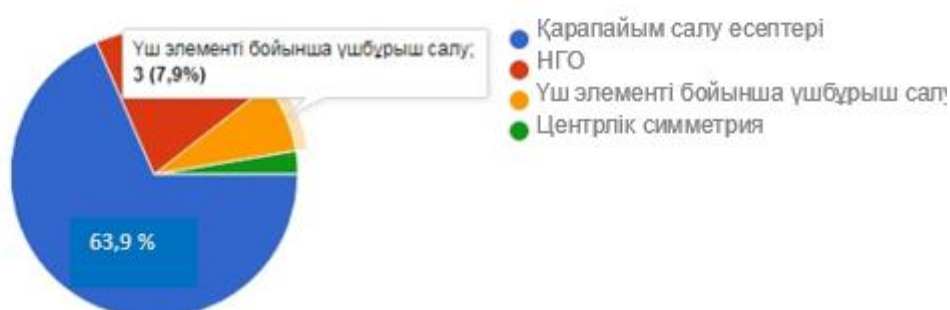 Үш элементі бойынша үшбұрыш салу;
3 (7,9%)
63,9 %
Қарапайым салу есептері
НГО
Үш элементі бойынша үшбұрыш салу
Центрлік симметрия